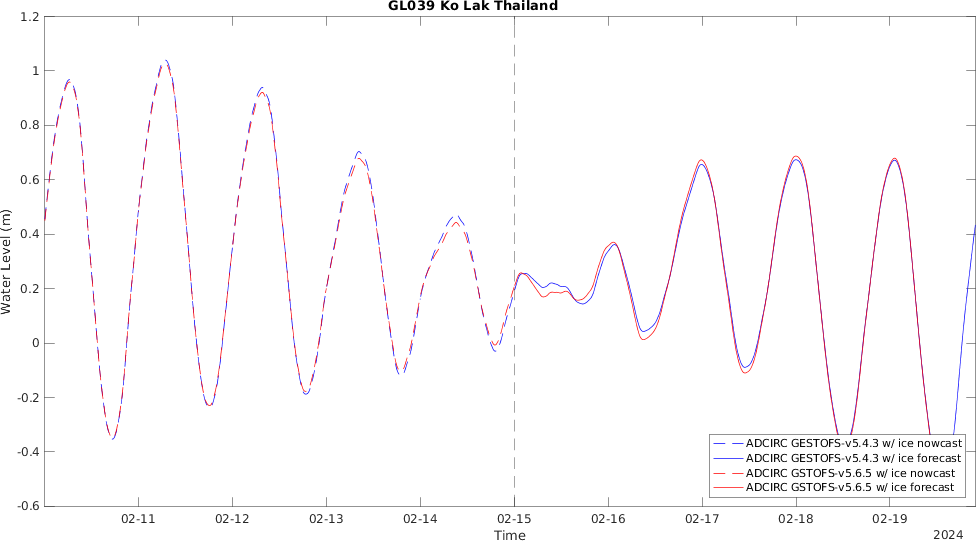 GL039 Ko Lak Thailand
1.2
1
0.8
0.6
0.4
0.2
0
-0.2
-0.4
-0.6
Water Level (m)
02-11 02-12 02-13 02-14 02-15 02-16 02-17 02-18 02-19
Time
2024
ADCIRC GESTOFS-v5.4.3 w/ ice nowcast
ADCIRC GESTOFS-v5.4.3 w/ ice forecast
ADCIRC GSTOFS-v5.6.5 w/ ice nowcast
ADCIRC GSTOFS-v5.6.5 w/ ice forecast